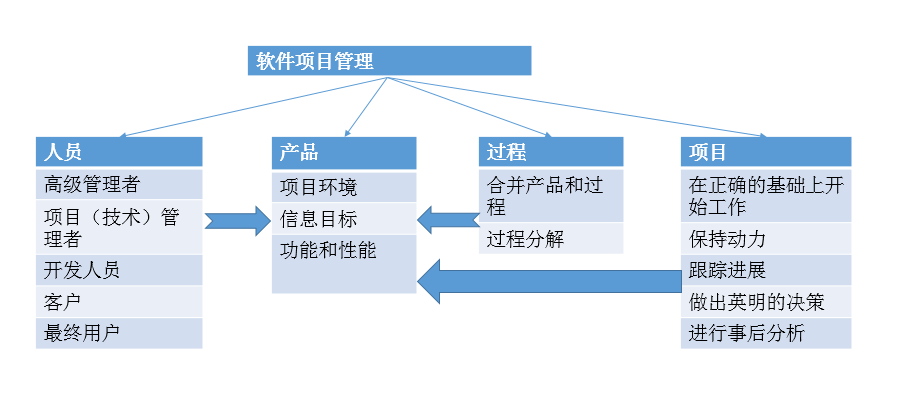 软件项目管理
人员
高级管理者
项目（技术）管
理者
开发人员
客户
最终用户
产品
项目环境
信息目标
功能和性能
过程
合并产品和过
程
过程分解
项目
在正确的基础上开
始工作
保持动力
跟踪进展
做出英明的决策
进行事后分析